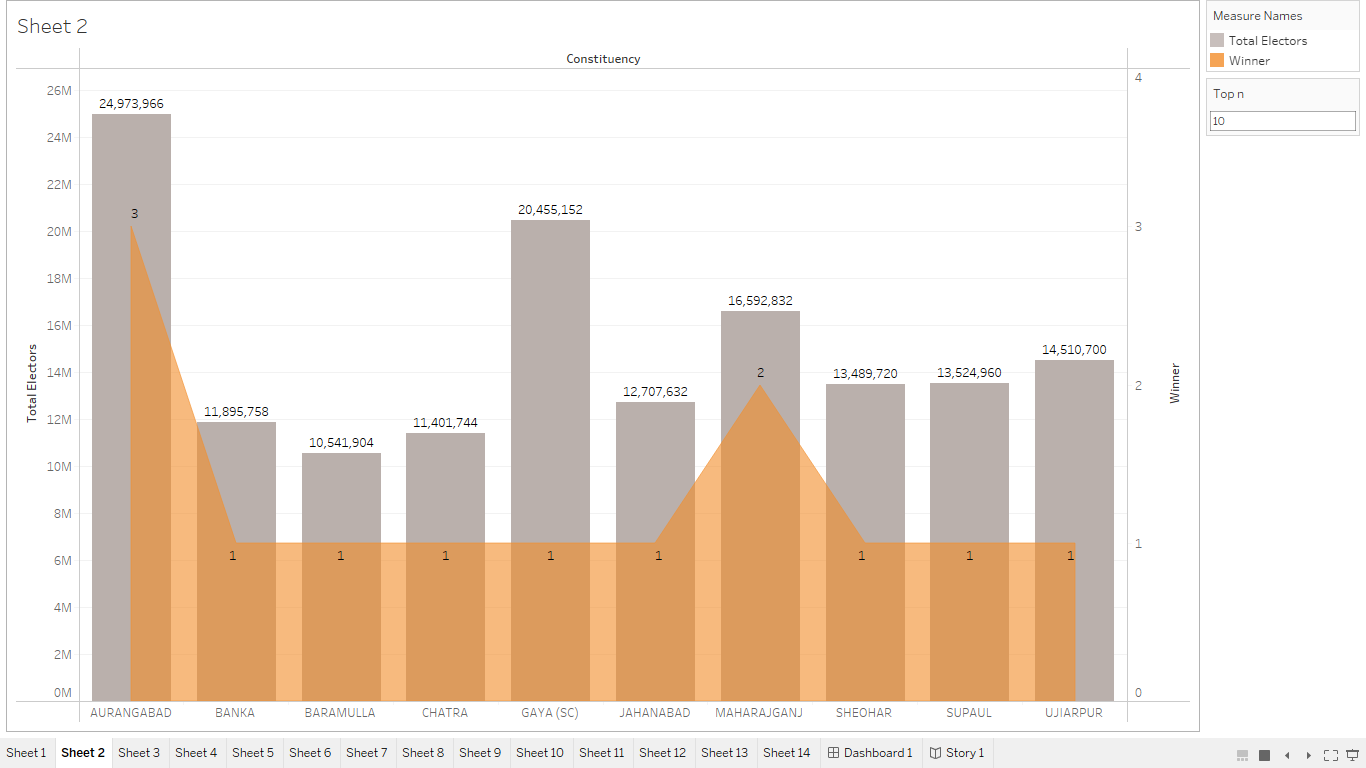 Sheet 2
Constituency
Total Electors
26M
24M
22M
20M
18M
16M
14M
12M
10M
8M
6M
4M
2M
0M
24,973,966
11,895,758
10,541,904
11,401,744
20,455,152
12,707,632
16,592,832
13,489,720
13,524,960
14,510,700
3
1
1
1
1
1
2
1
1
1
4
3
2
1
0
Winner
AURANGABAD BANKA BARAMULLA CHATRA GAYA (SC) JAHANABAD MAHARAJGANJ SHEOHAR SUPAUL UJIARPUR
Measure Names
Total Electors
Winner
Top n
10
Sheet 1 Sheet 2 Sheet 3 Sheet 4 Sheet 5 Sheet 6 Sheet 7 Sheet 8 Sheet 9 Sheet 10 Sheet 11 Sheet 12 Sheet 13 Sheet 14 Dashboard 1 Story 1